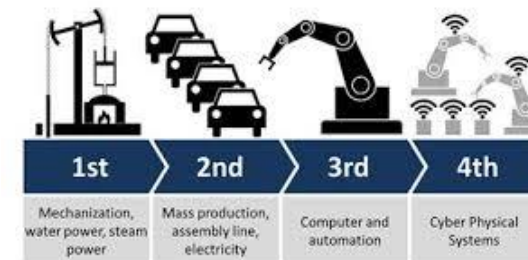 1st
2nd
3rd
4th
Mechanization,
water power, steam
power
Mass production,
assembly line,
electricity
Computer and
automation
Cyber Physical
Systems